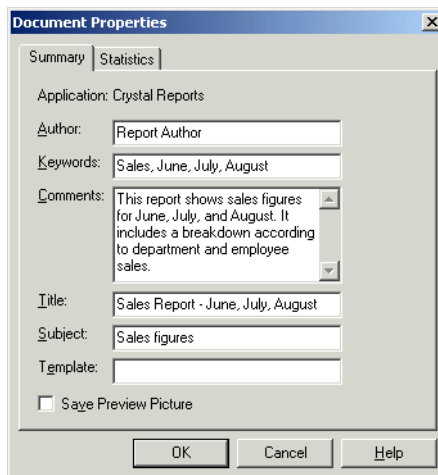 Document Properties
Summary
Statistics
Application: Crystal Reports
Author:
Report Author
Keywords:
Sales, June, July, August
Comments:
This report shows sales figures
for June, July, and August. It
includes a breakdown according
to department and employee
sales.
Title:
Sales Report - June, July, August
Subject:
Sales figures
Template:
Save Preview Picture
OK
Cancel
Help